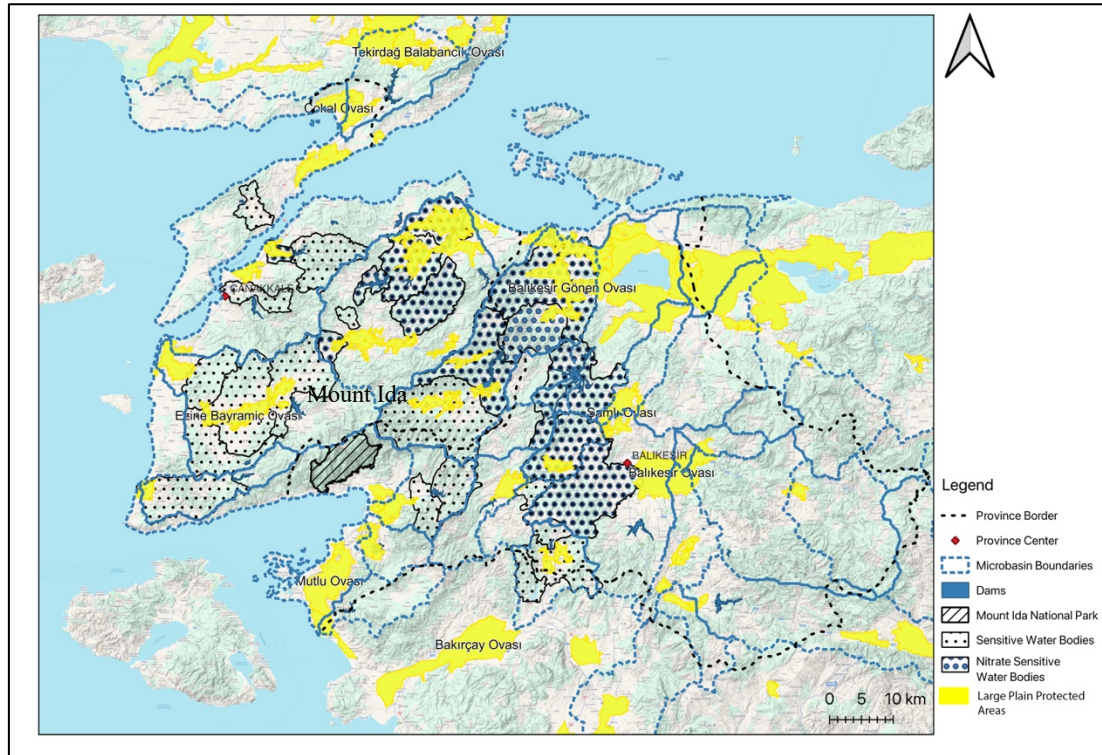 Tekirdağ Balabancık Ovası
Çokal Ovası
ÇANAKKALE
Balıkesir Gönen Ovası
Mount Ida
Ezine Bayramiç Ovası
Şamlı Ovası
BALIKESİR
Balıkesir Ovası
Mutlu Ovası
Bakırçay Ovası
0 10 km
Legend
Province Border
Province Center
Microbasin Boundaries
Dams
Mount Ida National Park
Sensitive Water Bodies
Nitrate Sensitive
Water Bodies
Large Plain Protected
Areas